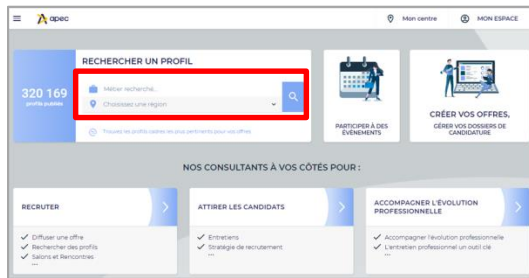 apec
Mon centre
MON ESPACE
RECHERCHER UN PROFIL
320 169
profils publiés
Métier recherché...
Choisissez une région
Trouvez les profils cadres les plus pertinents pour vos offres
PARTICIPER À DES
ÉVÈNEMENTS
CRÉER VOS OFFRES,
GÉRER VOS DOSSIERS DE
CANDIDATURE
NOS CONSULTANTS À VOS CÔTÉS POUR :
RECRUTER
Diffuser une offre
Rechercher des profils
Salons et Rencontres
...
ATTIRER LES CANDIDATS
Entretiens
Stratégie de recrutement
...
ACCOMPAGNER L'ÉVOLUTION
PROFESSIONNELLE
Accompagner l'évolution professionnelle
L'entretien professionnel un outil clé
...